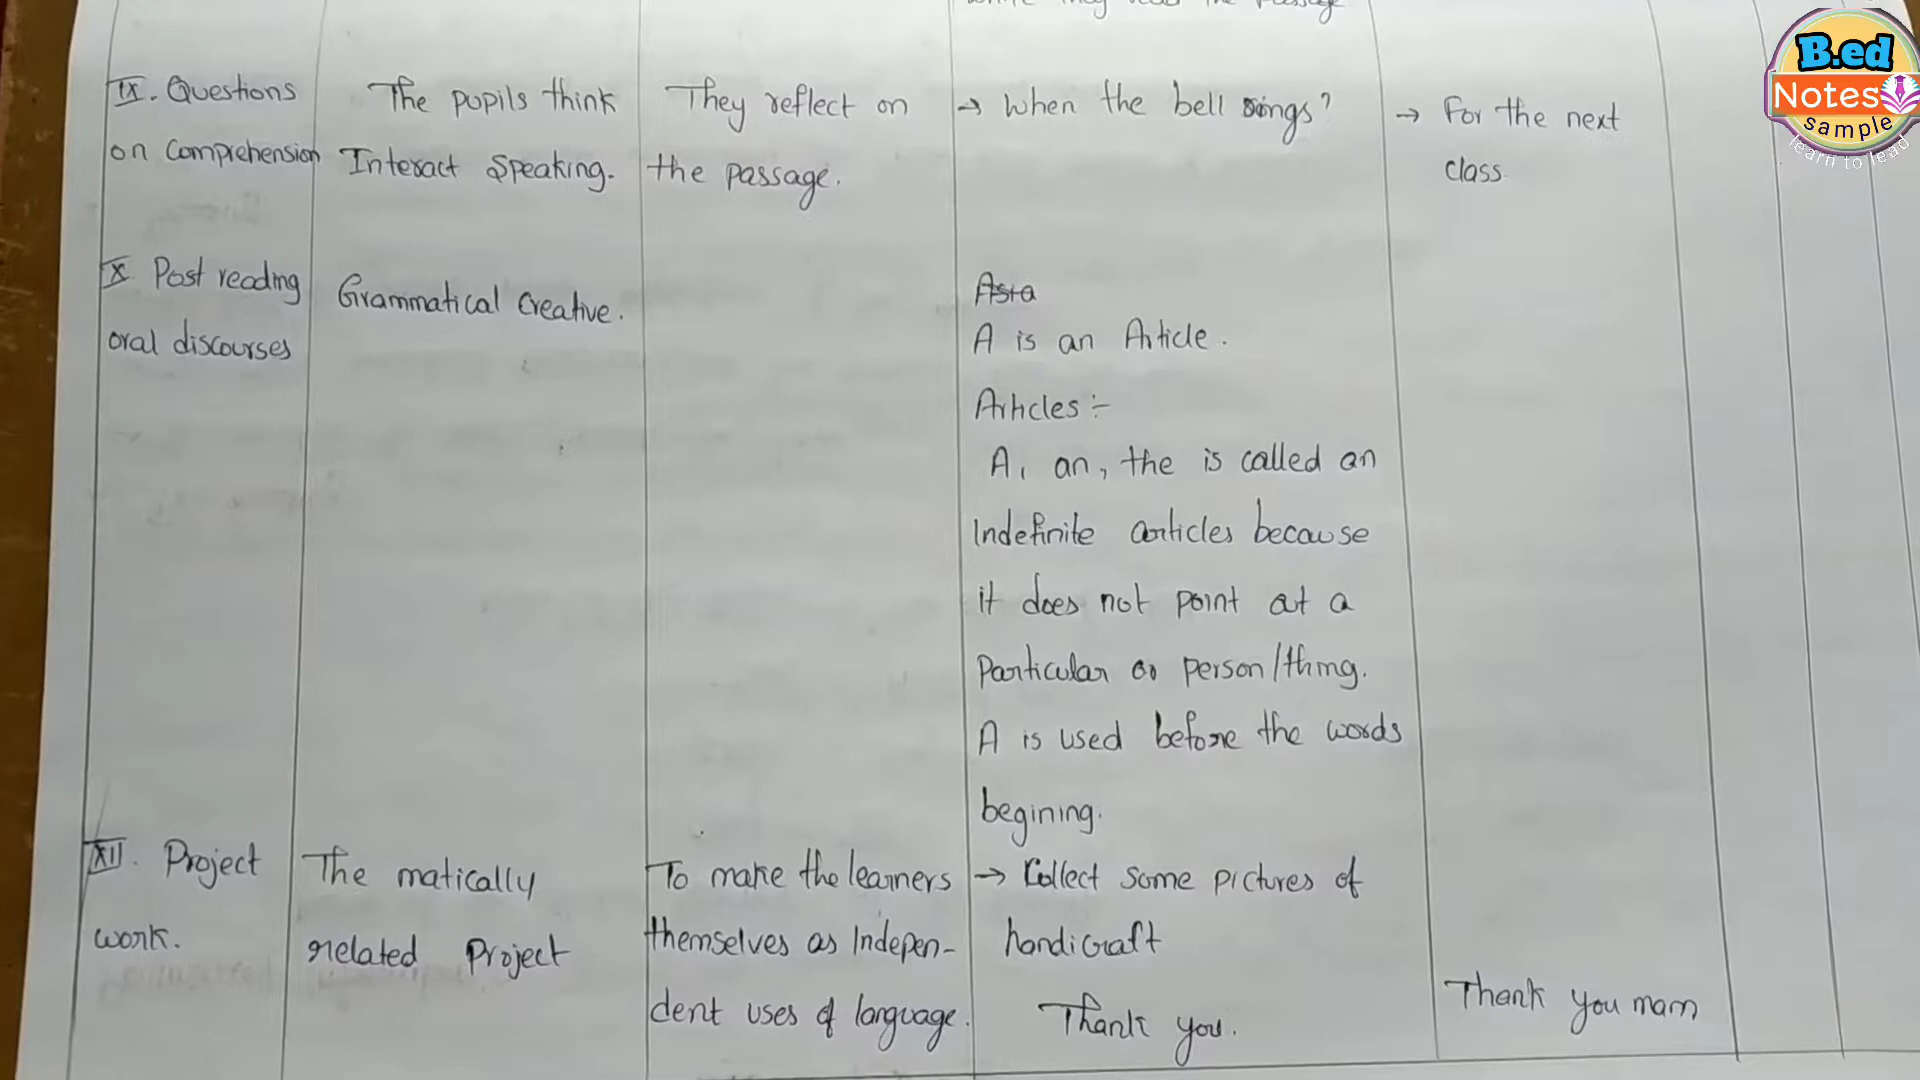 IX. Questions
on Comprehension
The pupils think
Interact Speaking.
They reflect on
the passage.
→ When the bell rings?
→ For the next
class.
X Post reading
oral discourses
Grammatical Creative.
A is an Article.
Articles :-
A, an, the is called an
Indefinite articles because
it does not point at a
Particular or person/thing.
A is used before the words
begining.
XII. Project
work.
The matically
related Project
To make the learners
themselves as Indepen-
dent uses of language.
→ Collect some pictures of
handicraft
Thank you.
Thank you mam
B.ed
Notes
sample
learn to lead